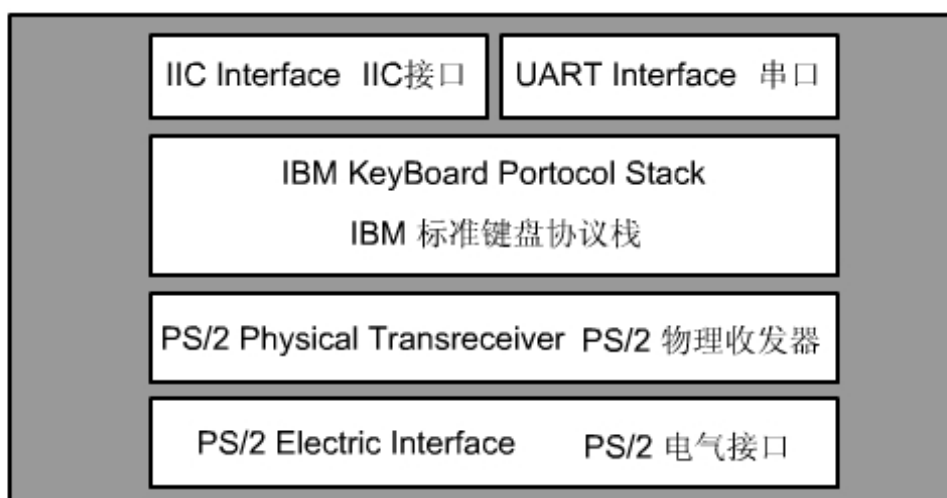 IIC Interface IIC接口
UART Interface 串口
IBM KeyBoard Portocol Stack
IBM 标准键盘协议栈
PS/2 Physical Transreceiver PS/2 物理收发器
PS/2 Electric Interface PS/2 电气接口